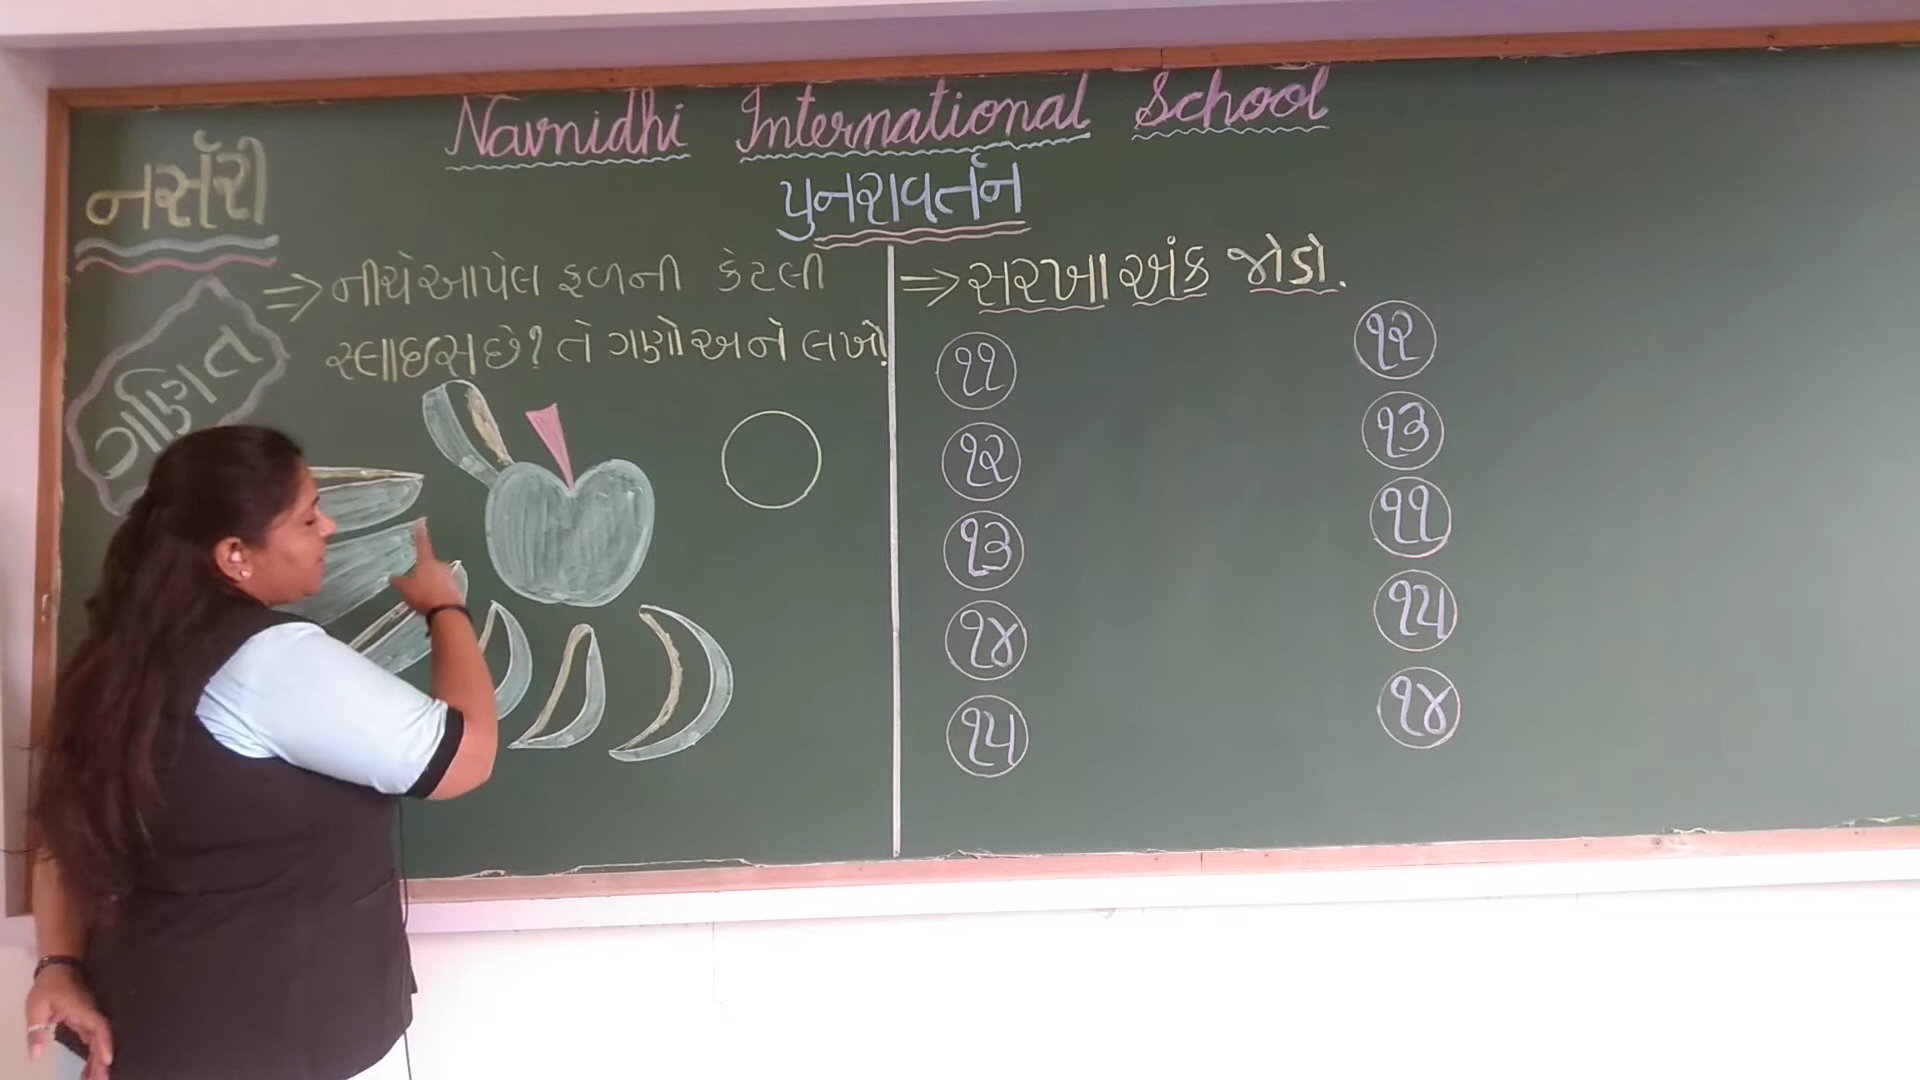 Navnidhi International School
નર્સરી
પુનરાવર્તન
ગણિત
⇒ નીચે આપેલ ફળની કેટલી
સ્લાઇસ છે? તે ગણો અને લખો.
⇒ સરખા અંક જોડો.
૧૧ ૧૨
૧૨ ૧૩
૧૩ ૧૧
૧૪ ૧૫
૧૫ ૧૪